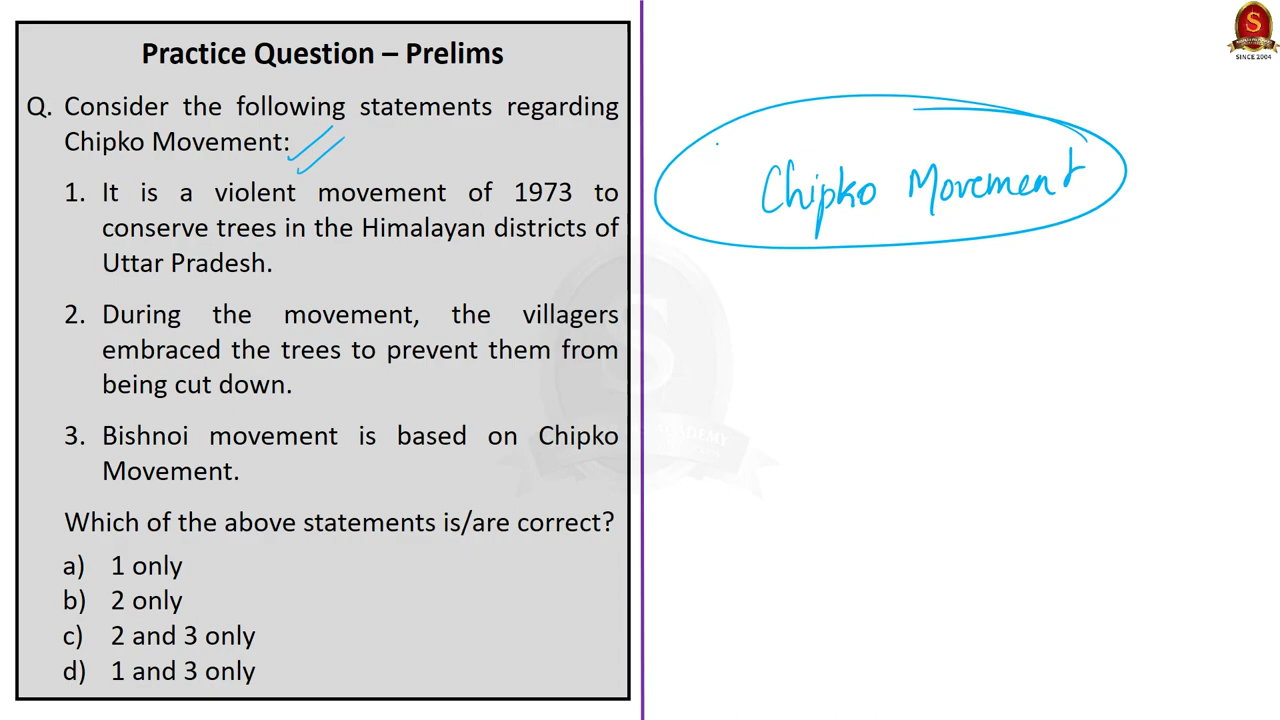 Practice Question – Prelims
Q. Consider the following statements regarding
Chipko Movement:
1. It is a violent movement of 1973 to
conserve trees in the Himalayan districts of
Uttar Pradesh.
2. During the movement, the villagers
embraced the trees to prevent them from
being cut down.
3. Bishnoi movement is based on Chipko
Movement.
Which of the above statements is/are correct?
a) 1 only
b) 2 only
c) 2 and 3 only
d) 1 and 3 only
Chipko Movement
S
SINCE 2004
ACADEMY